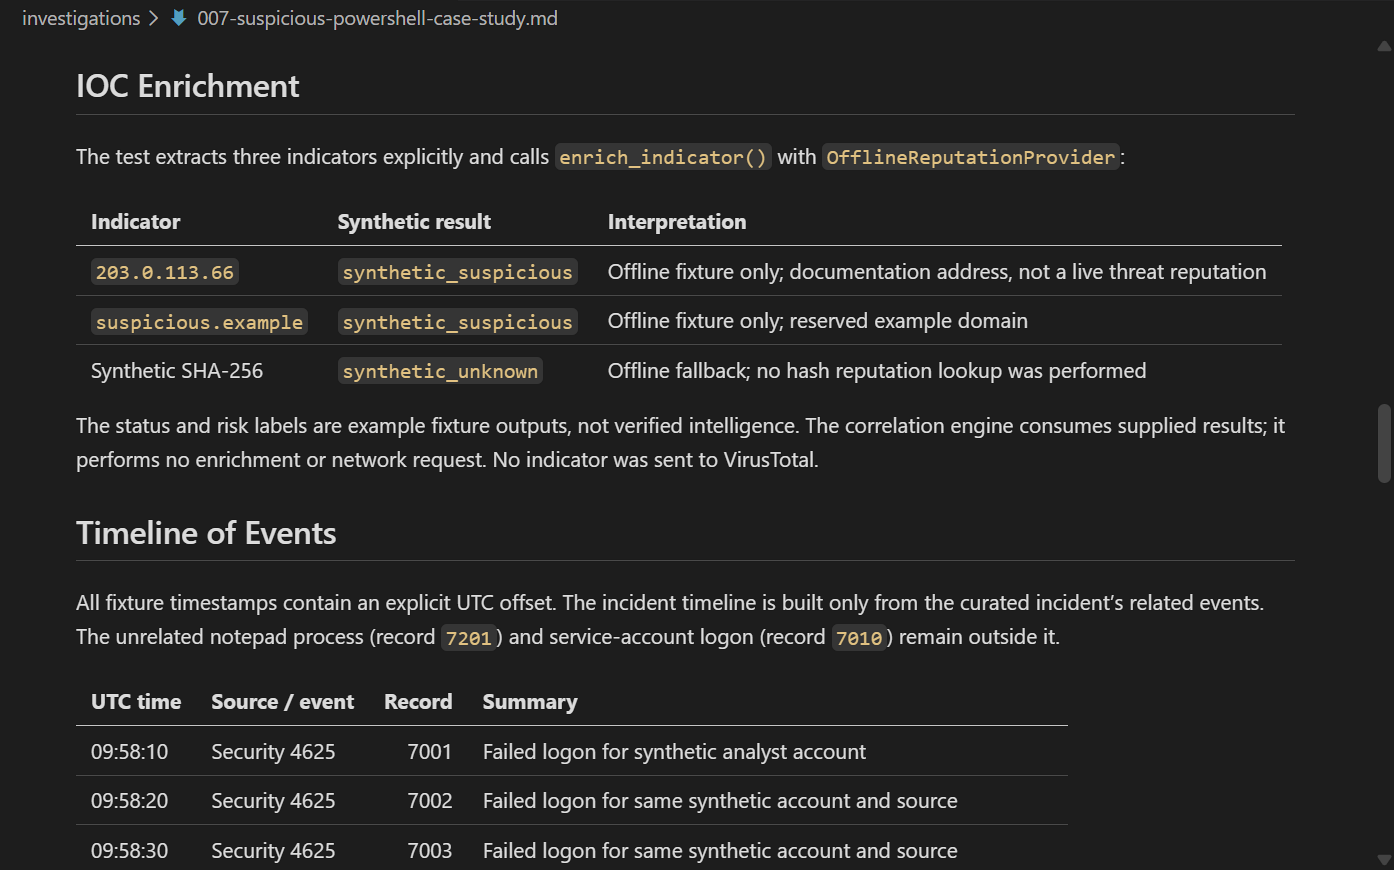 investigations > 007-suspicious-powershell-case-study.md
IOC Enrichment
The test extracts three indicators explicitly and calls enrich_indicator() with OfflineReputationProvider:
Indicator Synthetic result Interpretation
203.0.113.66 synthetic_suspicious Offline fixture only; documentation address, not a live threat reputation
suspicious.example synthetic_suspicious Offline fixture only; reserved example domain
Synthetic SHA-256 synthetic_unknown Offline fallback; no hash reputation lookup was performed
The status and risk labels are example fixture outputs, not verified intelligence. The correlation engine consumes supplied results; it
performs no enrichment or network request. No indicator was sent to VirusTotal.
Timeline of Events
All fixture timestamps contain an explicit UTC offset. The incident timeline is built only from the curated incident’s related events.
The unrelated notepad process (record 7201) and service-account logon (record 7010) remain outside it.
UTC time Source / event Record Summary
09:58:10 Security 4625 7001 Failed logon for synthetic analyst account
09:58:20 Security 4625 7002 Failed logon for same synthetic account and source
09:58:30 Security 4625 7003 Failed logon for same synthetic account and source